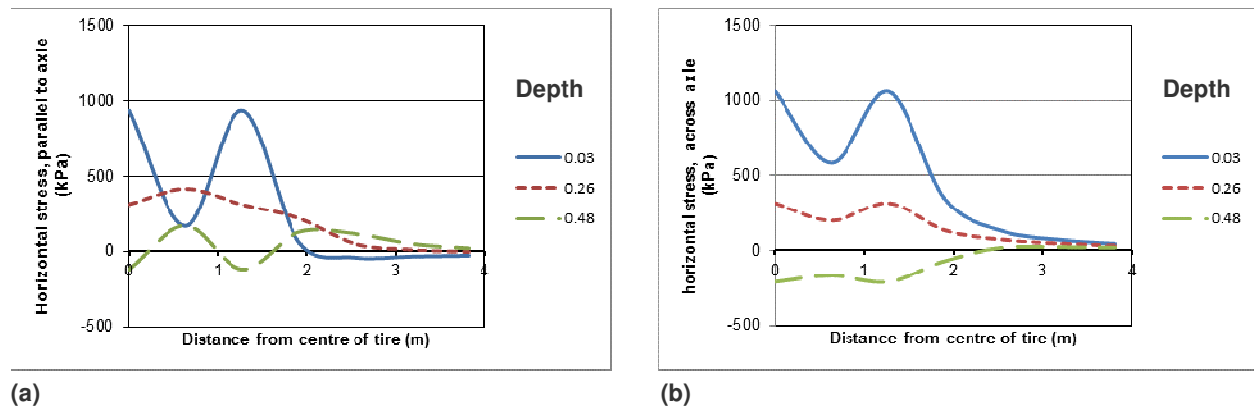 1500
1000
500
0
-500
Horizontal stress, parallel to axle
(kPa)
0
1
2
3
4
Distance from centre of tire (m)
Depth
0.03
0.26
0.48
(a)
1500
1000
500
0
-500
horizontal stress, across axle
(kPa)
0
1
2
3
4
Distance from centre of tire (m)
Depth
0.03
0.26
0.48
(b)